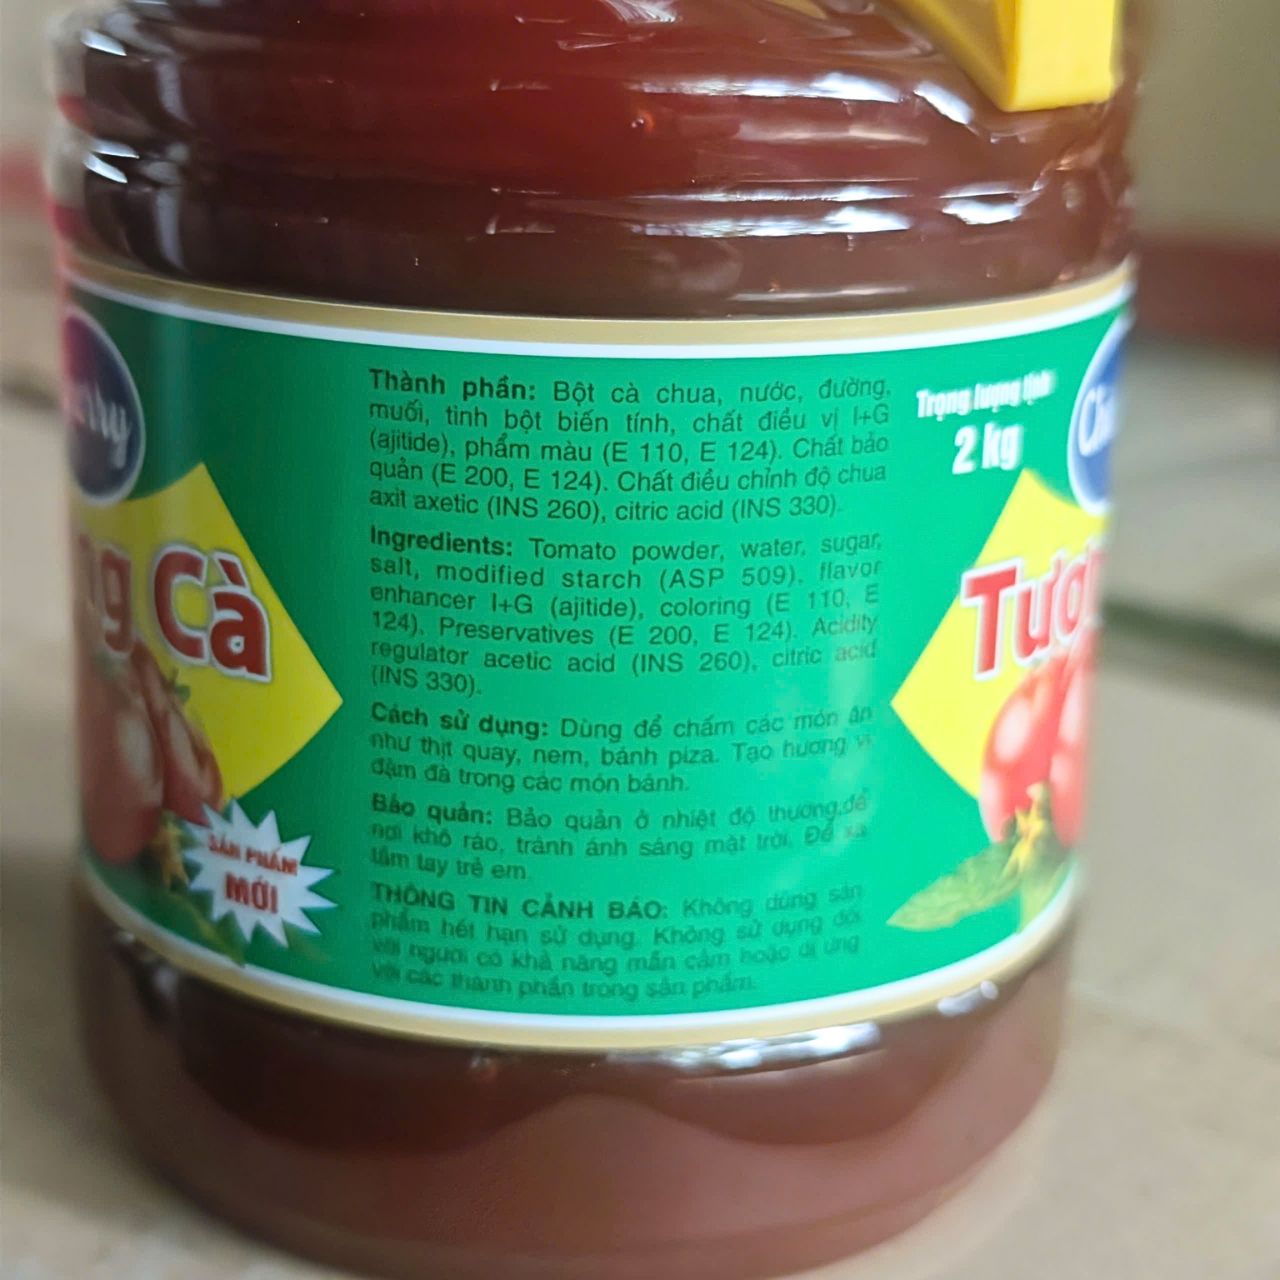 Thành phần: Bột cà chua, nước, đường,
muối, tinh bột biến tính, chất điều vị I+G
(ajitide), phẩm màu (E 110, E 124). Chất bảo
quản (E 200, E 124). Chất điều chỉnh độ chua
axit axetic (INS 260), citric acid (INS 330).
Ingredients: Tomato powder, water, sugar,
salt, modified starch (ASP 509), flavor
enhancer I+G (ajitide), coloring (E 110, E
124), Preservatives (E 200, E 124). Acidity
regulator acetic acid (INS 260), citric acid
(INS 330).
Cách sử dụng: Dùng để chấm các món ăn
như thịt quay, nem, bánh piza. Tạo hương vị
đậm đà trong các món bánh.
Bảo quản: Bảo quản ở nhiệt độ thường,để
nơi khô ráo, tránh ánh sáng mặt trời. Để xa
tầm tay trẻ em.
THÔNG TIN CẢNH BÁO: Không dùng sản
phẩm hết hạn sử dụng. Không sử dụng đối
với người có khả năng mẫn cảm hoặc dị ứng
với các thành phần trong sản phẩm.
Trọng lượng tịnh:
2 kg
Cà
SẢN PHẨM
MỚI